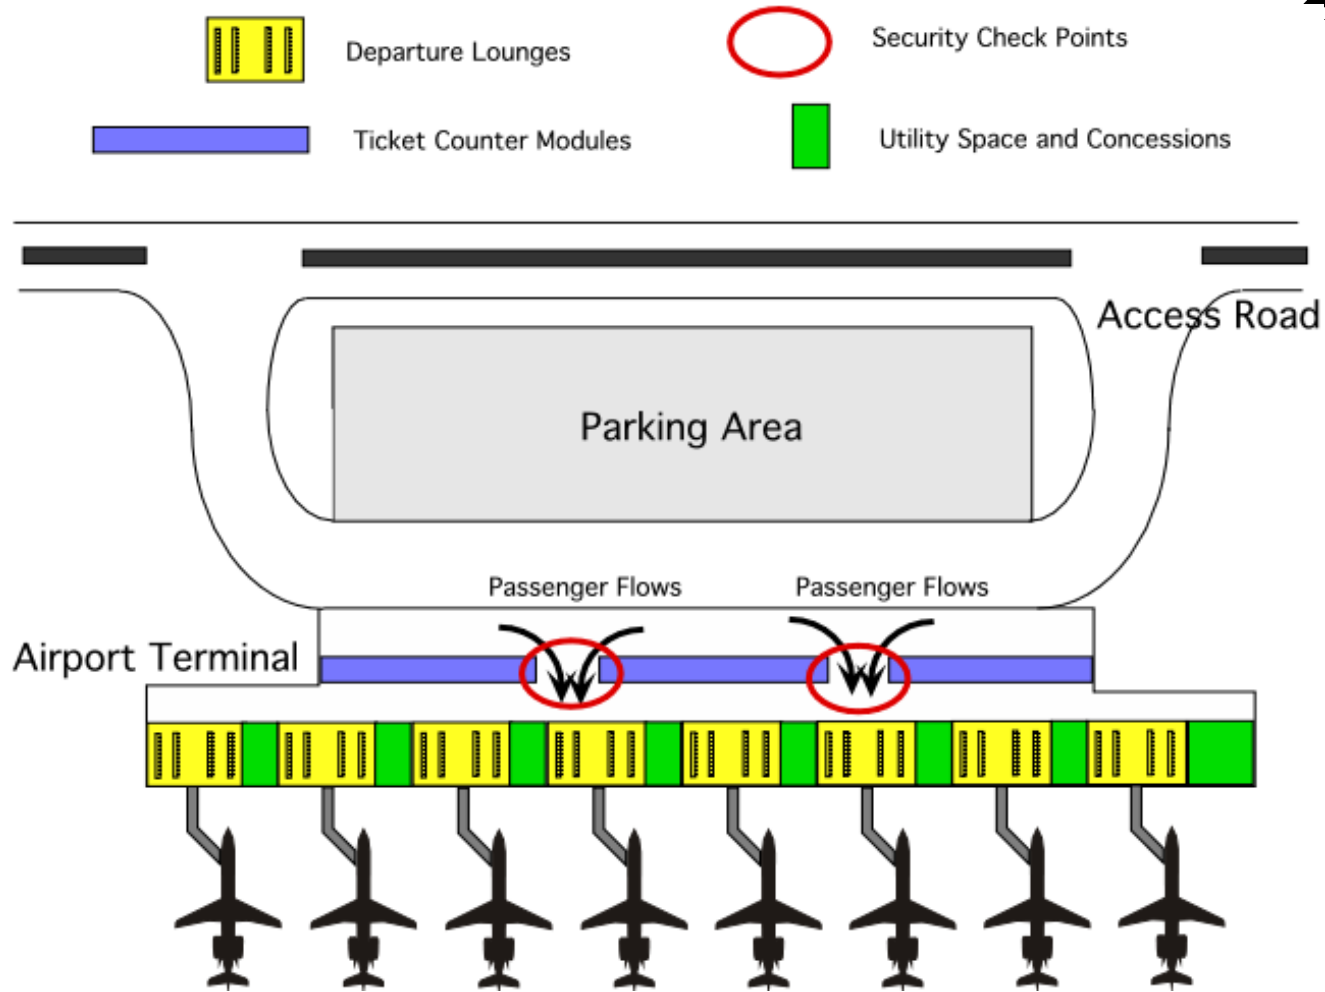 Departure Lounges
Security Check Points
Ticket Counter Modules
Utility Space and Concessions
Access Road
Parking Area
Passenger Flows
Passenger Flows
Airport Terminal